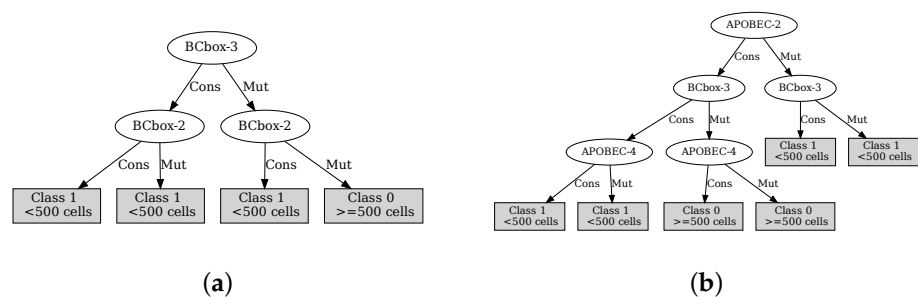 BCbox-3
Cons
Mut
BCbox-2
BCbox-2
Cons
Mut
Cons
Mut
Class 1
<500 cells
Class 1
<500 cells
Class 1
<500 cells
Class 0
>=500 cells
(a)
APOBEC-2
Cons
Mut
BCbox-3
BCbox-3
Cons
Mut
Cons
Mut
APOBEC-4
APOBEC-4
Class 1
<500 cells
Class 1
<500 cells
Cons
Mut
Cons
Mut
Class 1
<500 cells
Class 1
<500 cells
Class 0
>=500 cells
Class 0
>=500 cells
(b)